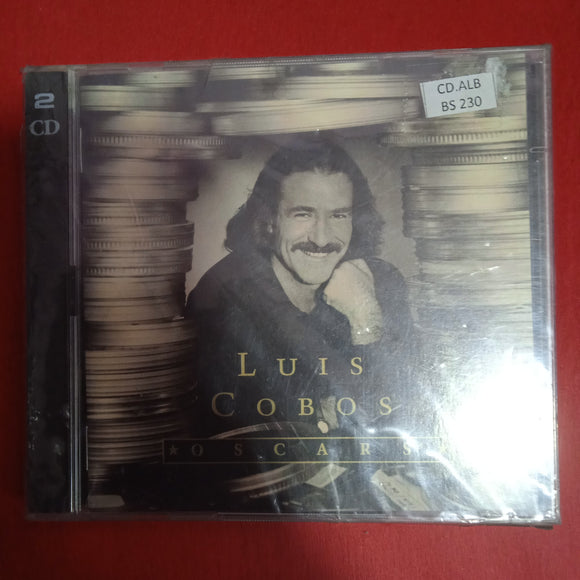 2
CD
CD.ALB
BS 230
LUIS
COBOS
★OSCARS